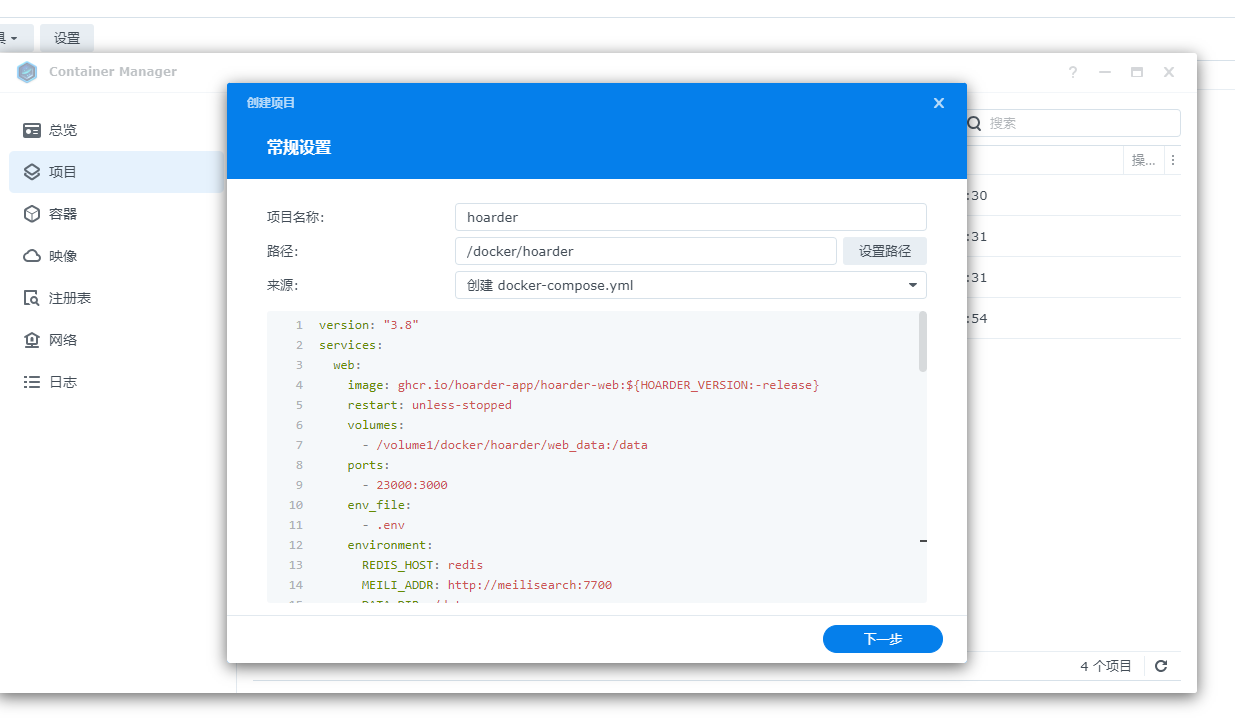 设置
Container Manager
总览
项目
容器
映像
注册表
网络
日志
搜索
操...
:30
:31
:31
:54
4 个项目
创建项目
常规设置
项目名称: hoarder
路径: /docker/hoarder 设置路径
来源: 创建 docker-compose.yml
1 version: "3.8"
2 services:
3 web:
4 image: ghcr.io/hoarder-app/hoarder-web:${HOARDER_VERSION:-release}
5 restart: unless-stopped
6 volumes:
7 - /volume1/docker/hoarder/web_data:/data
8 ports:
9 - 23000:3000
10 env_file:
11 - .env
12 environment:
13 REDIS_HOST: redis
14 MEILI_ADDR: http://meilisearch:7700
下一步